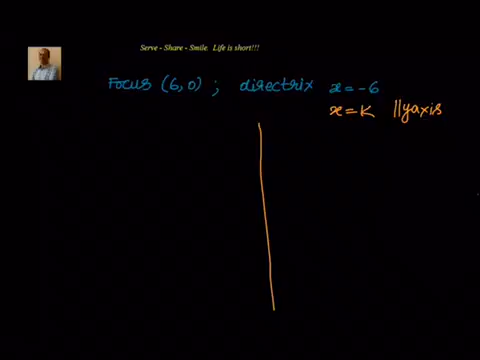 Serve - Share - Smile. Life is short!!!
Focus (6,0) ; directrix x = -6
x = K ||yaxis